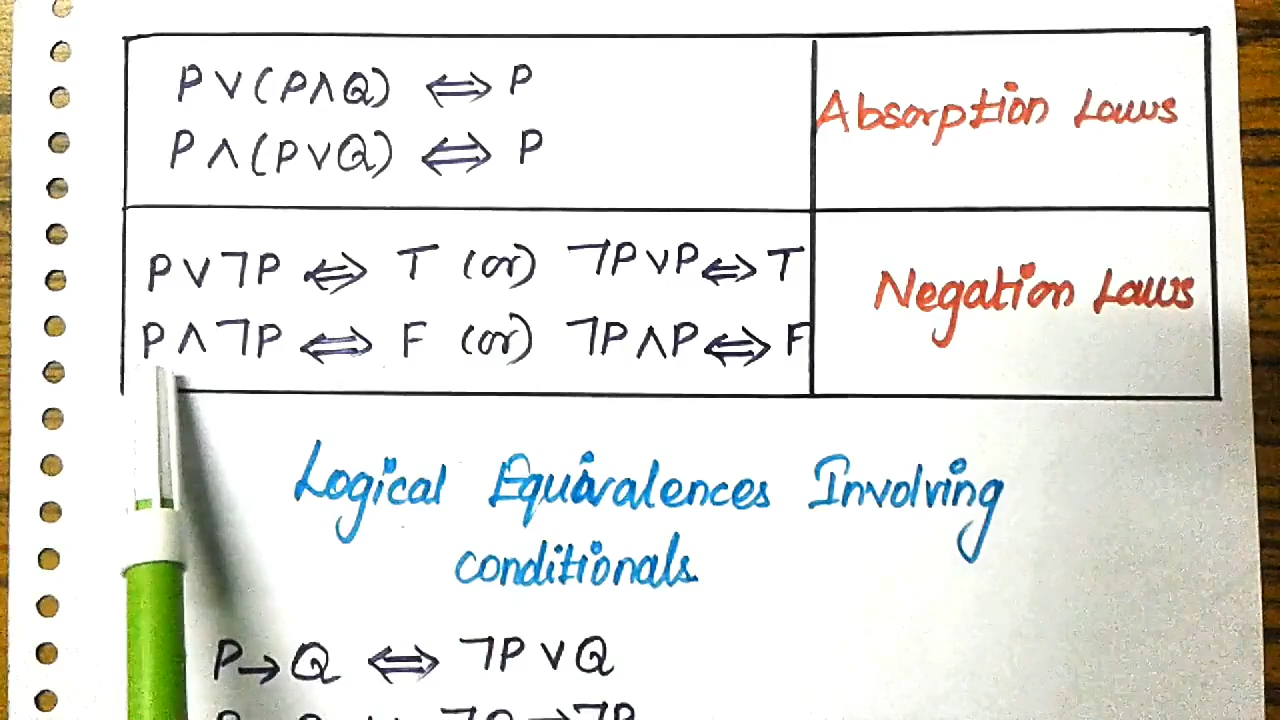 P∨(P∧Q) ⇔ P
P∧(P∨Q) ⇔ P
Absorption Laws
P∨¬P ⇔ T (or) ¬P∨P⇔T
P∧¬P ⇔ F (or) ¬P∧P⇔F
Negation Laws
Logical Equivalences Involving
conditionals
P→Q ⇔ ¬P∨Q